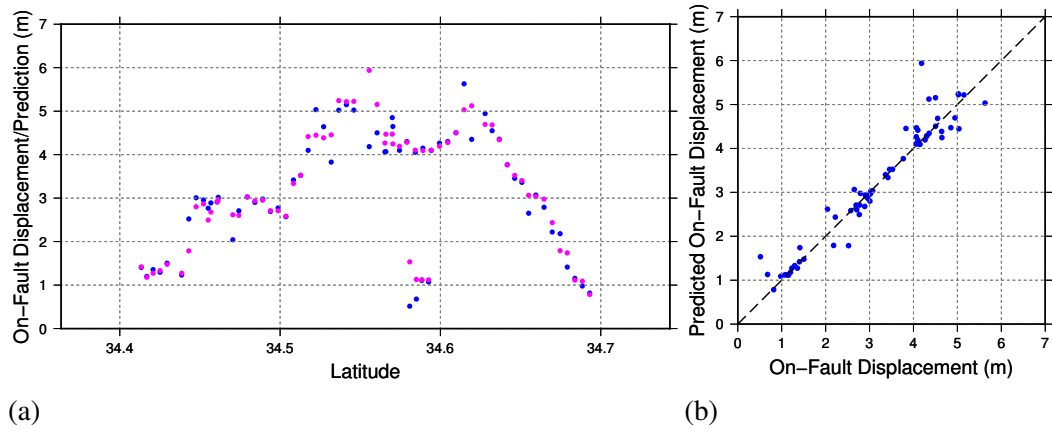 7
6
5
4
3
2
1
0
On−Fault Displacement/Prediction (m)
34.4 34.5 34.6 34.7
Latitude
(a)
7
6
5
4
3
2
1
0
Predicted On−Fault Displacement (m)
0 1 2 3 4 5 6 7
On−Fault Displacement (m)
(b)